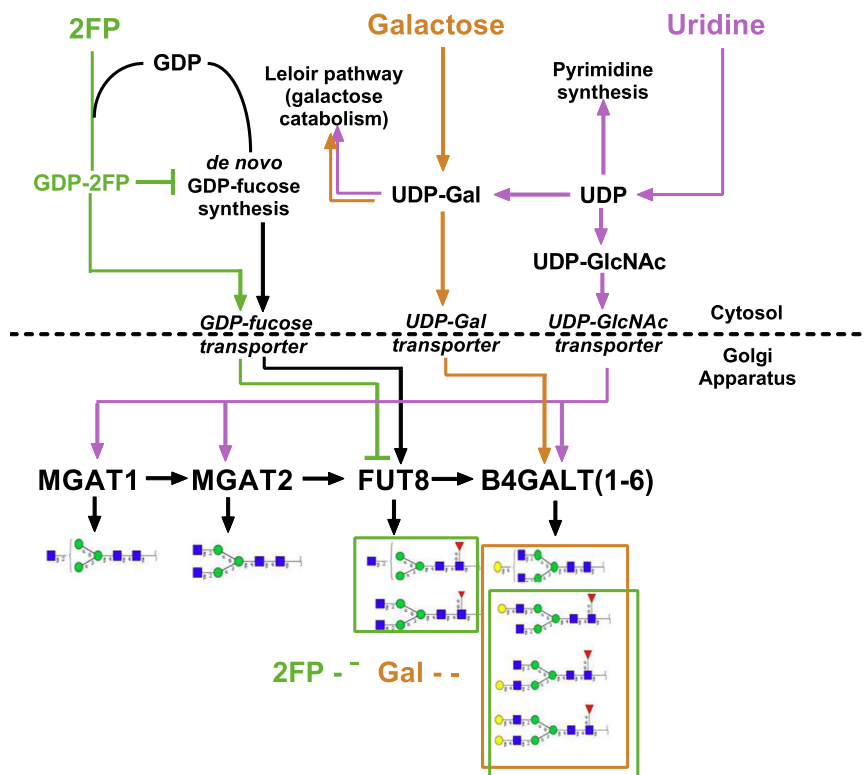 2FP
Galactose
Uridine
GDP
Leloir pathway
(galactose
catabolism)
Pyrimidine
synthesis
de novo
GDP-fucose
synthesis
GDP-2FP
UDP-Gal
UDP
UDP-GlcNAc
GDP-fucose
transporter
UDP-Gal
transporter
UDP-GlcNAc
transporter
Cytosol
Golgi
Apparatus
MGAT1
MGAT2
FUT8
B4GALT(1-6)
2FP - -
Gal - -